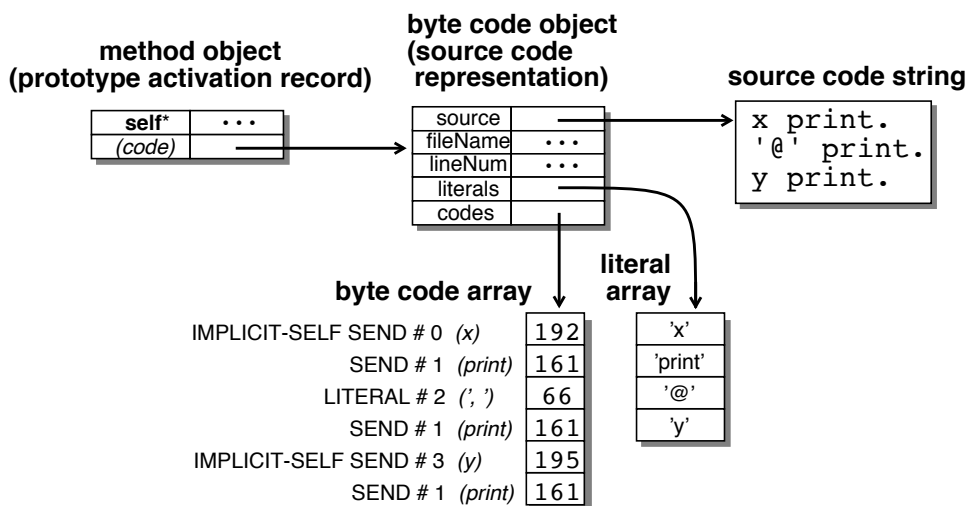 method object
(prototype activation record)
self* • • •
(code)
byte code object
(source code
representation)
source
fileName • • •
lineNum • • •
literals
codes
source code string
x print.
'@' print.
y print.
byte code array
IMPLICIT-SELF SEND # 0 (x) 192
SEND # 1 (print) 161
LITERAL # 2 (’, ’) 66
SEND # 1 (print) 161
IMPLICIT-SELF SEND # 3 (y) 195
SEND # 1 (print) 161
literal
array
’x’
’print’
’@’
’y’